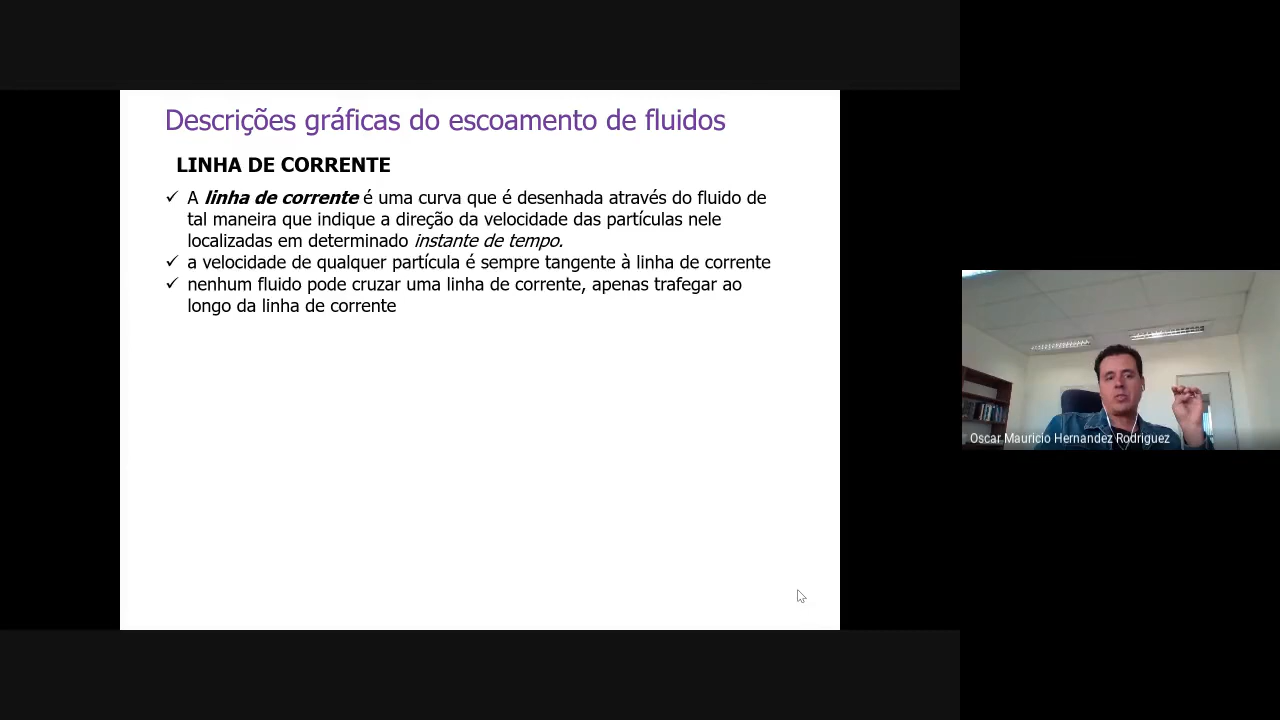 Descrições gráficas do escoamento de fluidos
LINHA DE CORRENTE
✓ A linha de corrente é uma curva que é desenhada através do fluido de
tal maneira que indique a direção da velocidade das partículas nele
localizadas em determinado instante de tempo.
✓ a velocidade de qualquer partícula é sempre tangente à linha de corrente
✓ nenhum fluido pode cruzar uma linha de corrente, apenas trafegar ao
longo da linha de corrente
Oscar Mauricio Hernandez Rodriguez